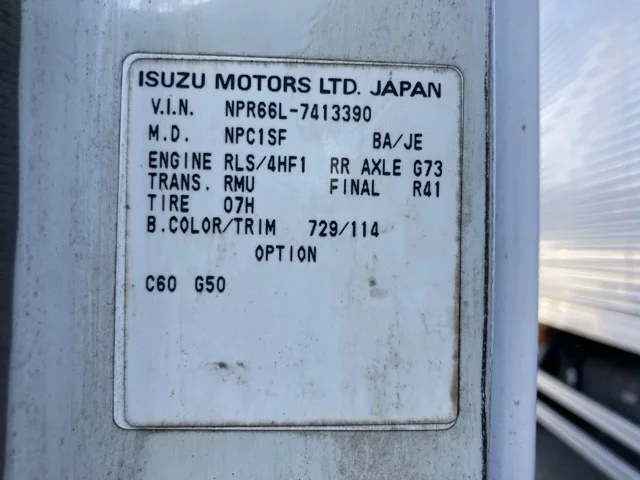 ISUZU MOTORS LTD. JAPAN
V.I.N. NPR66L-7413390
M.D. NPC1SF BA/JE
ENGINE RLS/4HF1 RR AXLE G73
TRANS. RMU FINAL R41
TIRE 07H
B.COLOR/TRIM 729/114
OPTION
C60 G50